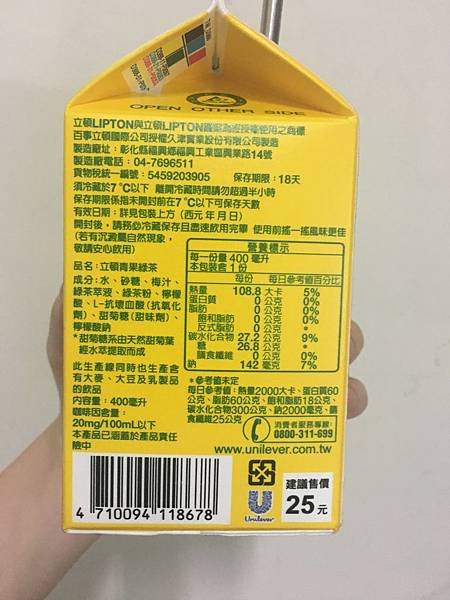 OPEN OTHER SIDE
立頓LIPTON與立頓LIPTON圖案為經授權使用之商標
百事立頓國際公司授權久津實業股份有限公司製造
製造廠址：彰化縣福興鄉福興工業區興業路14號
製造廠電話：04-7696511
貨物稅統一編號：5459203905 保存期限：18天
須冷藏於7℃以下 離開冷藏時間請勿超過半小時
保存期限係指未開封前在7℃以下可保存天數
有效日期：詳見包裝上方（西元年月日）
開封後，請務必冷藏保存且盡速飲用完畢 使用前搖一搖風味更佳
(若有沉澱屬自然現象，
敬請安心飲用)
品名：立頓青果綠茶
成分：水、砂糖、梅汁、
綠茶萃液、綠茶粉、檸檬
酸、L-抗壞血酸(抗氧化
劑)、甜菊醣(甜味劑)、
檸檬酸鈉
*甜菊醣系由天然甜菊葉
經水萃提取而成
此生產線同時也生產含
有大麥、大豆及乳製品
的飲品
內容量：400毫升
咖啡因含量：
20mg/100mL以下
本產品已涵蓋於產品責任
險中
營養標示
每一份量 400 毫升
本包裝含 1 份
每份 每日參考值百分比
熱量 108.8 大卡 5%
蛋白質 0 公克 0%
脂肪 0 公克 0%
飽和脂肪 0 公克 0%
反式脂肪 0 公克 *
碳水化合物 27.2 公克 9%
糖 26.8 公克 *
膳食纖維 0 公克 0%
鈉 142 毫克 7%
*參考值未定
每日參考值：熱量2000大卡、蛋白質60
公克、脂肪60公克、飽和脂肪18公克、
碳水化合物300公克、鈉2000毫克、膳
食纖維25公克
消費者服務專線：
0800-311-699
www.unilever.com.tw
4 710094 118678
Unilever
建議售價
25元